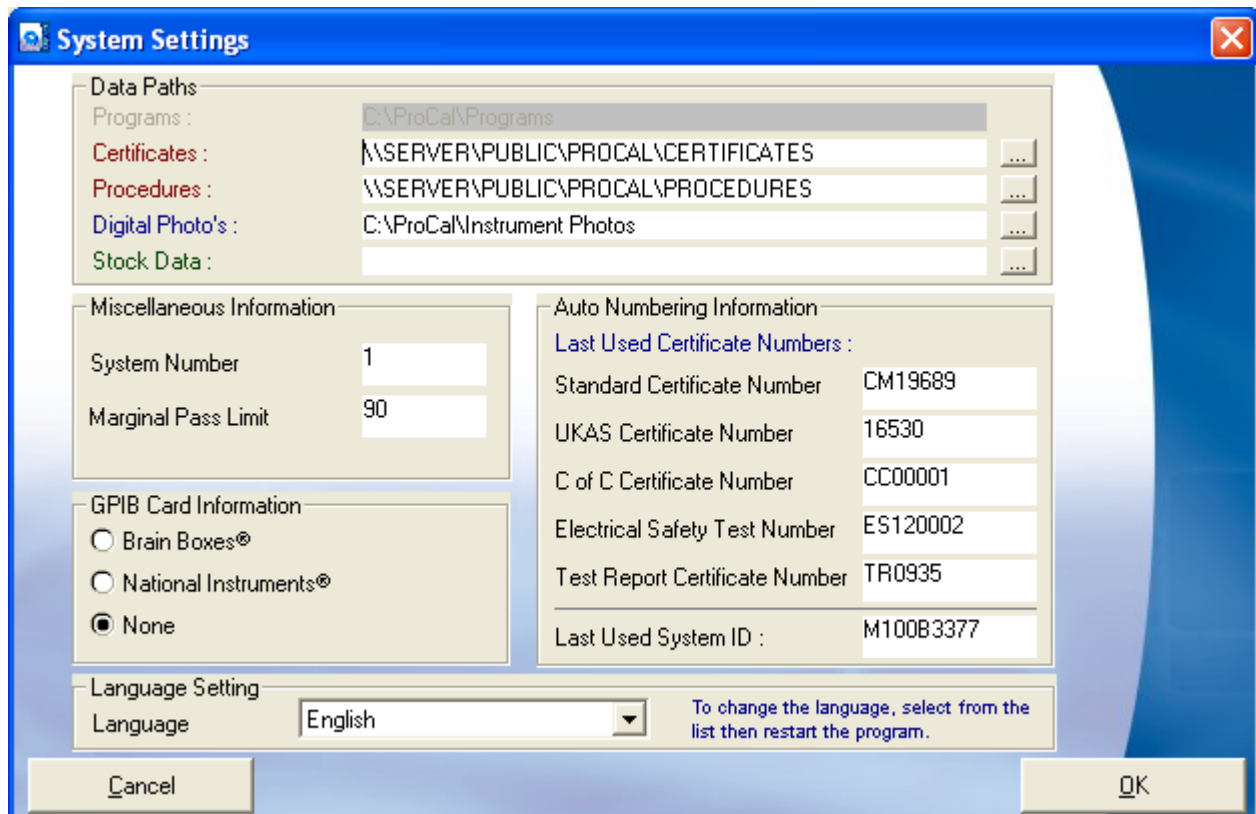 System Settings
Data Paths
Programs : C:\ProCal\Programs
Certificates : \\SERVER\PUBLIC\PROCAL\CERTIFICATES ...
Procedures : \\SERVER\PUBLIC\PROCAL\PROCEDURES ...
Digital Photo's : C:\ProCal\Instrument Photos ...
Stock Data : ...
Miscellaneous Information
System Number 1
Marginal Pass Limit 90
GPIB Card Information
Brain Boxes®
National Instruments®
None
Auto Numbering Information
Last Used Certificate Numbers :
Standard Certificate Number CM19689
UKAS Certificate Number 16530
C of C Certificate Number CC00001
Electrical Safety Test Number ES120002
Test Report Certificate Number TR0935
Last Used System ID : M100B3377
Language Setting
Language English
To change the language, select from the
list then restart the program.
Cancel
OK